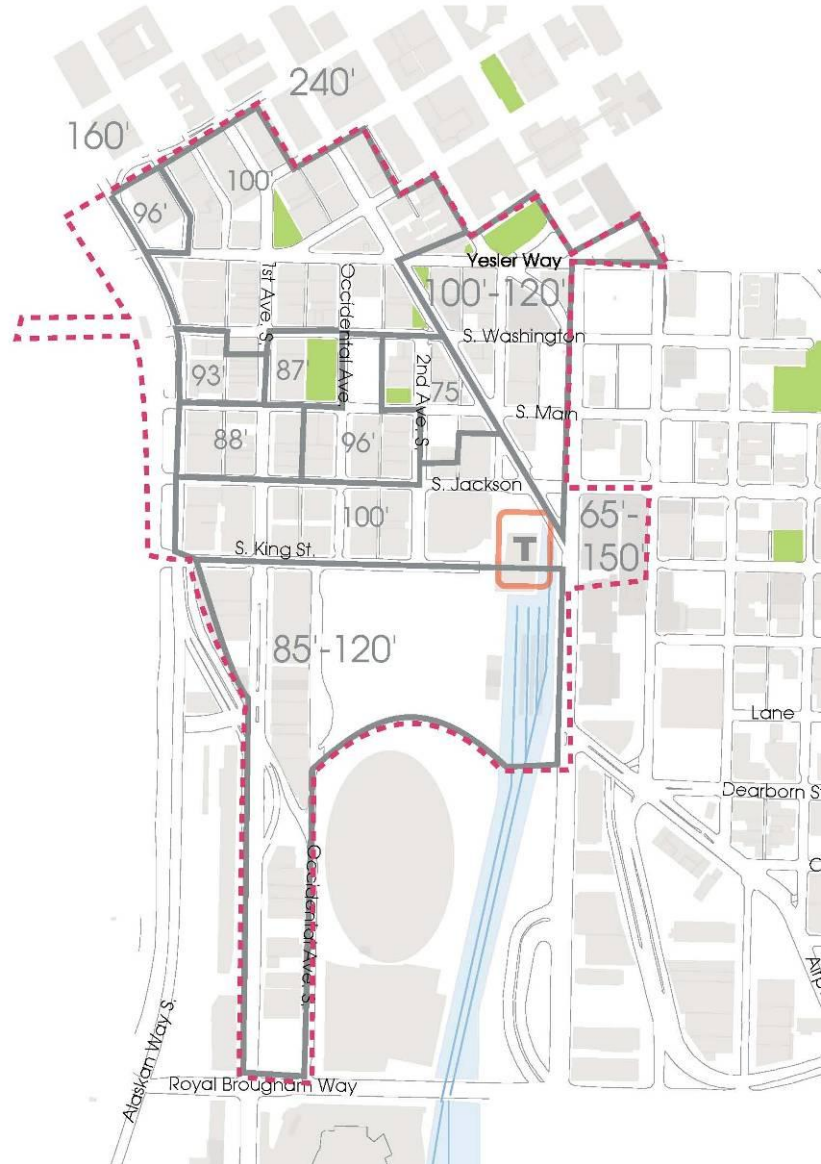 240'
160'
100'
96'
1st Ave, S
Occidental Ave
Yesler Way
100'-120'
S. Washington
93'
87'
2nd Ave, S.
75
S. Main
88'
96'
S. Jackson
100'
65'-
150'
T
S. King St.
85'-120'
Lane
Dearborn St
Occidental Ave, S.
Alaskan Way S.
Royal Brougham Way